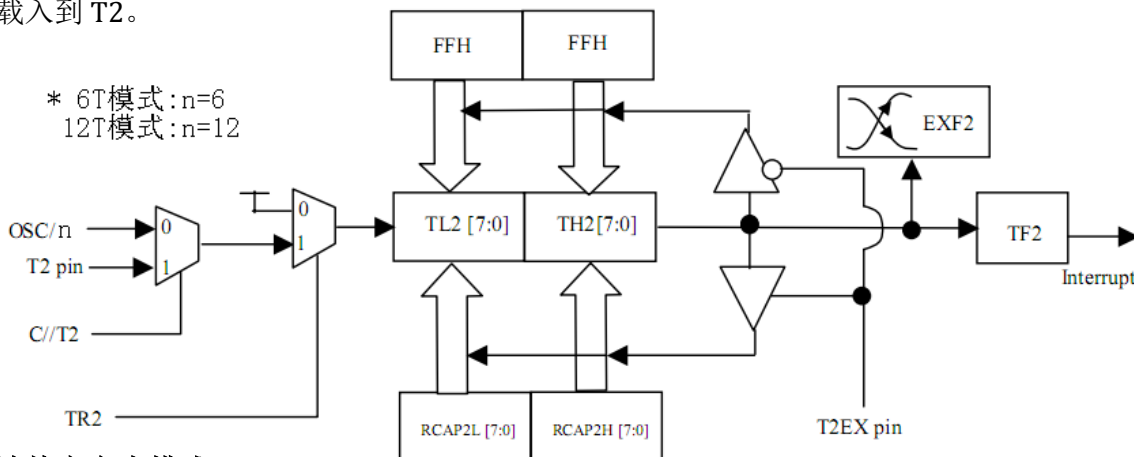 载入到 T2。
FFH
FFH
* 6T模式:n=6
12T模式:n=12
EXF2
0
TL2 [7:0]
TH2[7:0]
OSC/n
0
1
TF2
T2 pin
1
Interrupt
C//T2
TR2
RCAP2L [7:0]
RCAP2H [7:0]
T2EX pin